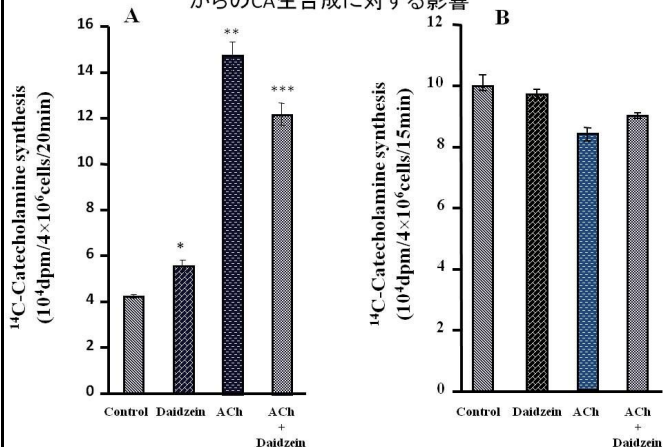 からのCA生合成に対する影響
A
16
14
12
10
8
6
4
2
0
¹⁴C-Catecholamine synthesis
(10⁴dpm/4×10⁶cells/20min)
*
**
***
Control Daidzein ACh ACh
+
Daidzein
B
12
10
8
6
4
2
0
¹⁴C-Catecholamine synthesis
(10⁴dpm/4×10⁶cells/15min)
Control Daidzein ACh ACh
+
Daidzein